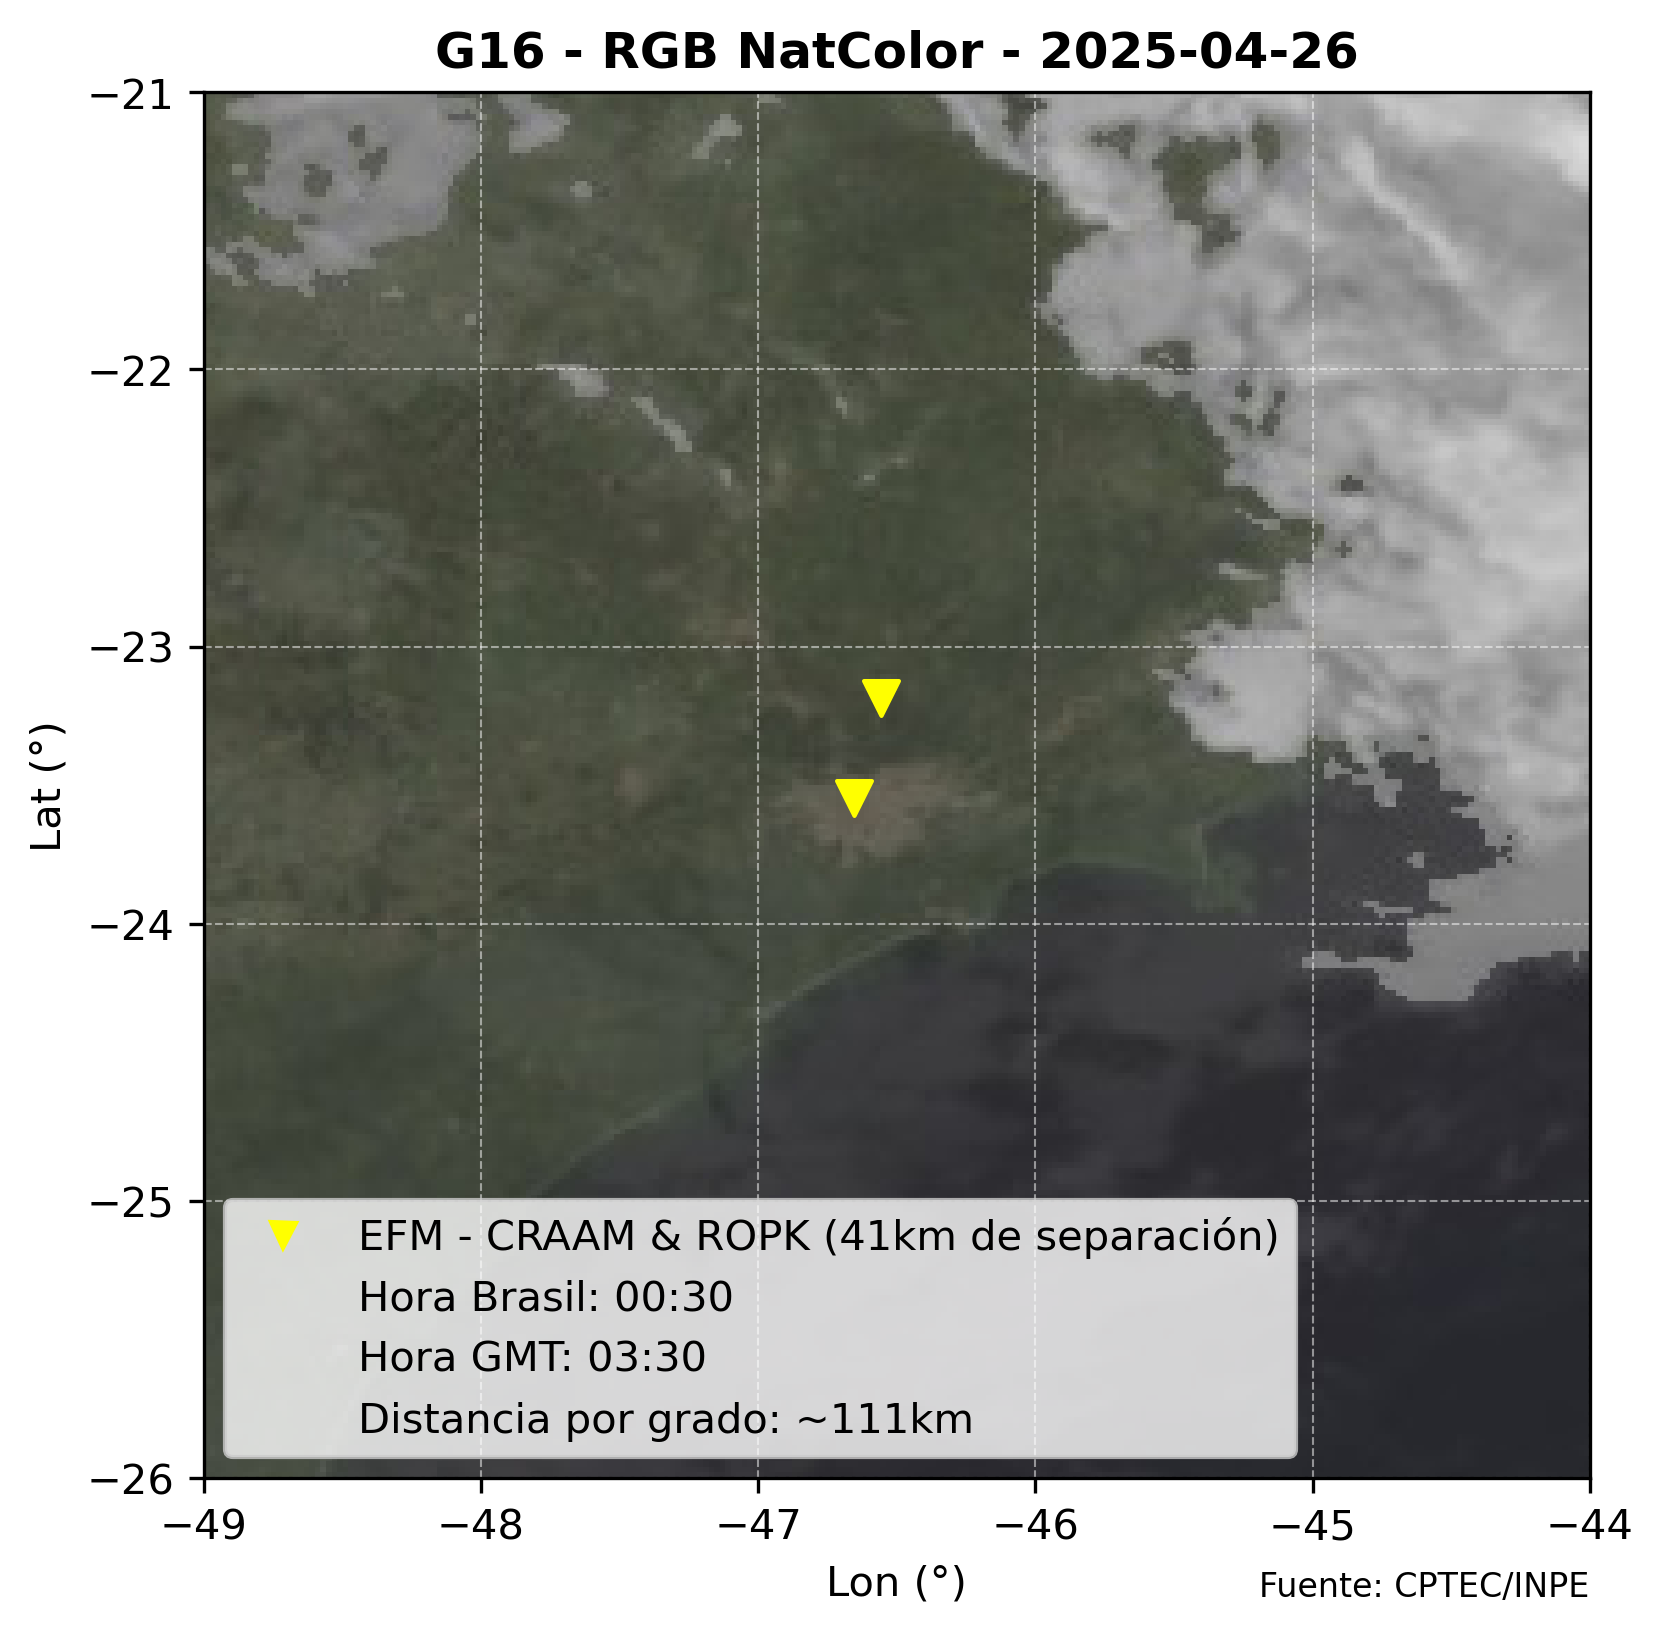 G16 - RGB NatColor - 2025-04-26
−21
−22
−23
−24
−25
−26
Lat (°)
EFM - CRAAM & ROPK (41km de separación)
Hora Brasil: 00:30
Hora GMT: 03:30
Distancia por grado: ~111km
−49
−48
−47
−46
−45
−44
Lon (°)
Fuente: CPTEC/INPE